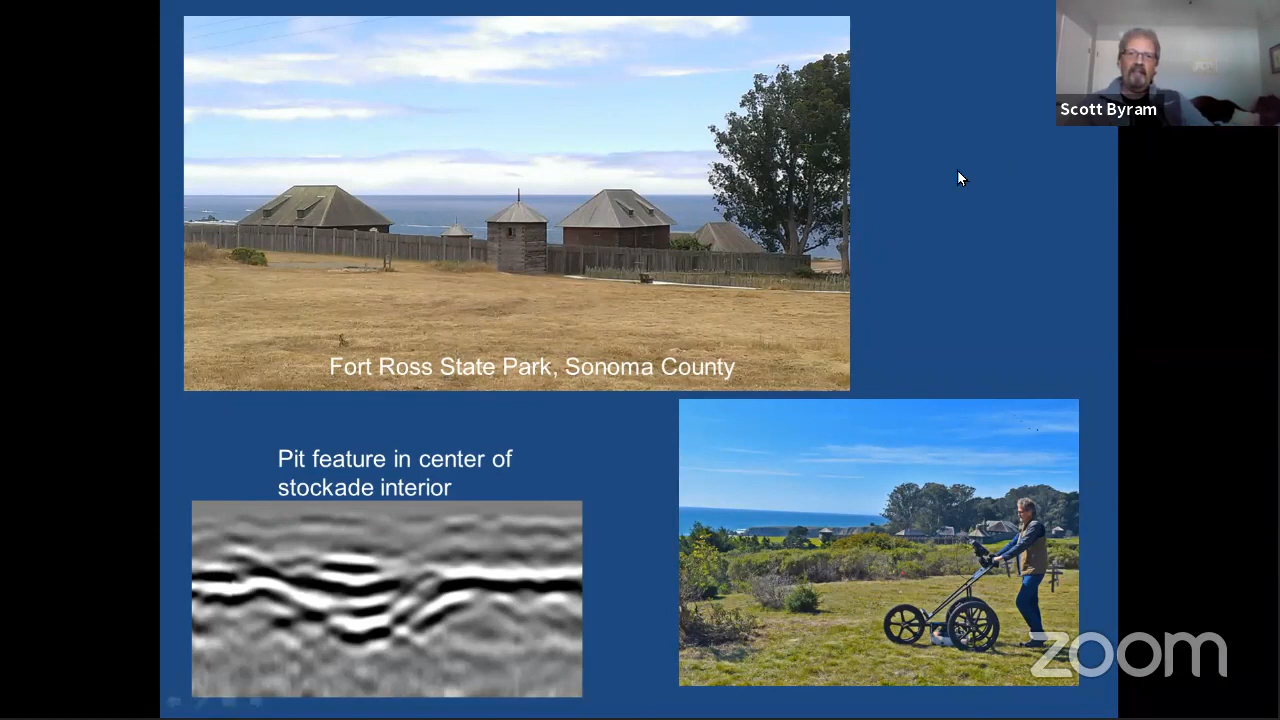 Scott Byram
Fort Ross State Park, Sonoma County
Pit feature in center of
stockade interior
zoom